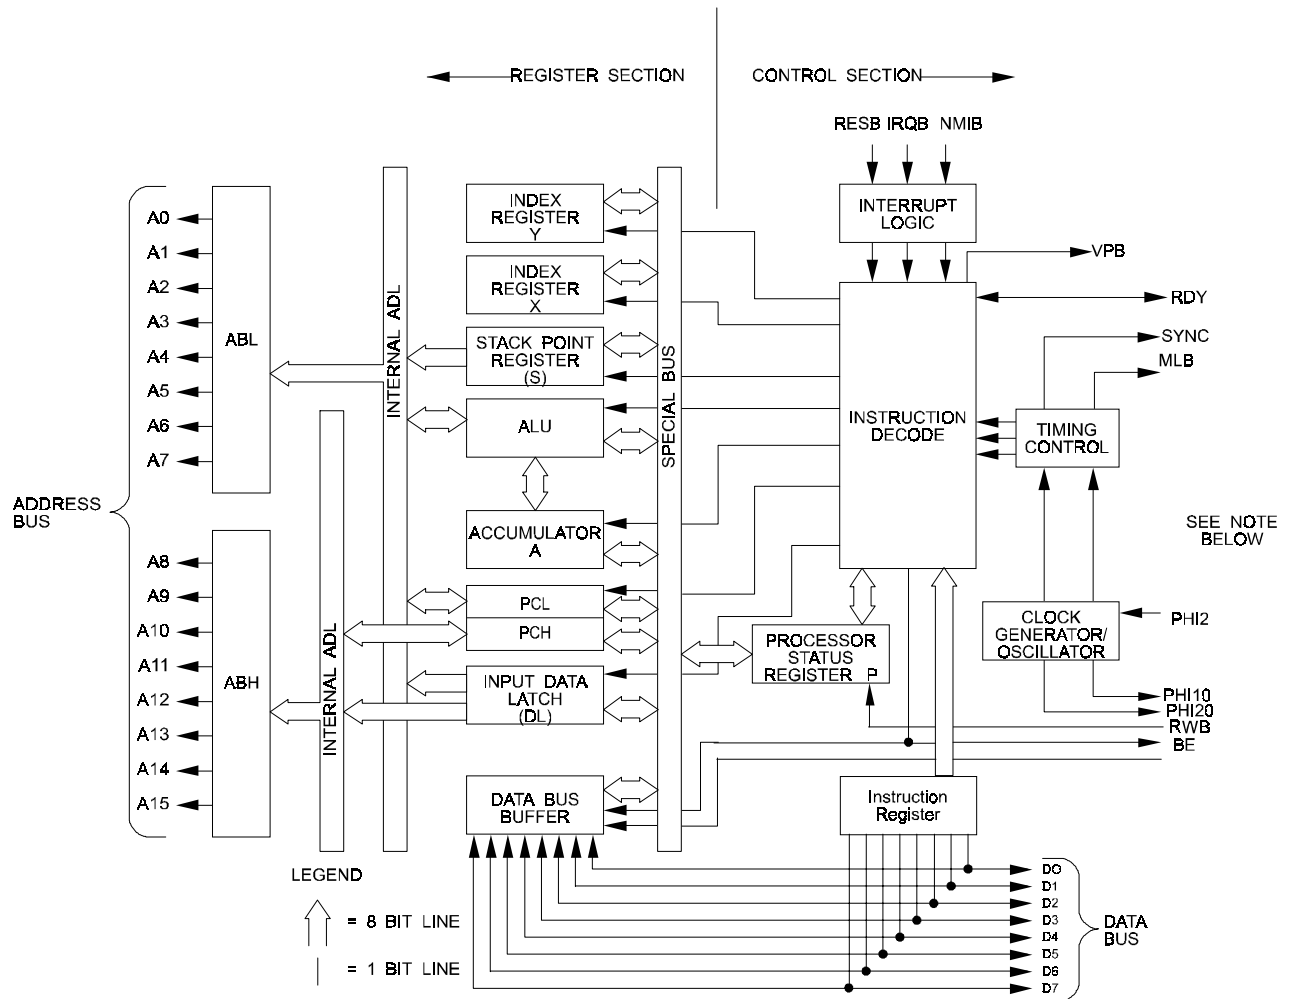 REGISTER SECTION
CONTROL SECTION
RESB IRQB NMIB
INTERRUPT
LOGIC
VPB
RDY
SYNC
MLB
TIMING
CONTROL
SEE NOTE
BELOW
CLOCK
GENERATOR/
OSCILLATOR
PHI2
PHI10
PHI20
RWB
BE
INSTRUCTION
DECODE
PROCESSOR
STATUS
REGISTER P
Instruction
Register
ADDRESS
BUS
A0
A1
A2
A3
A4
A5
A6
A7
A8
A9
A10
A11
A12
A13
A14
A15
ABL
ABH
INTERNAL ADL
INTERNAL ADL
INDEX
REGISTER
Y
INDEX
REGISTER
X
STACK POINT
REGISTER
(S)
ALU
ACCUMULATOR
A
PCL
PCH
INPUT DATA
LATCH
(DL)
DATA BUS
BUFFER
SPECIAL BUS
LEGEND
= 8 BIT LINE
= 1 BIT LINE
D0
D1
D2
D3
D4
D5
D6
D7
DATA
BUS